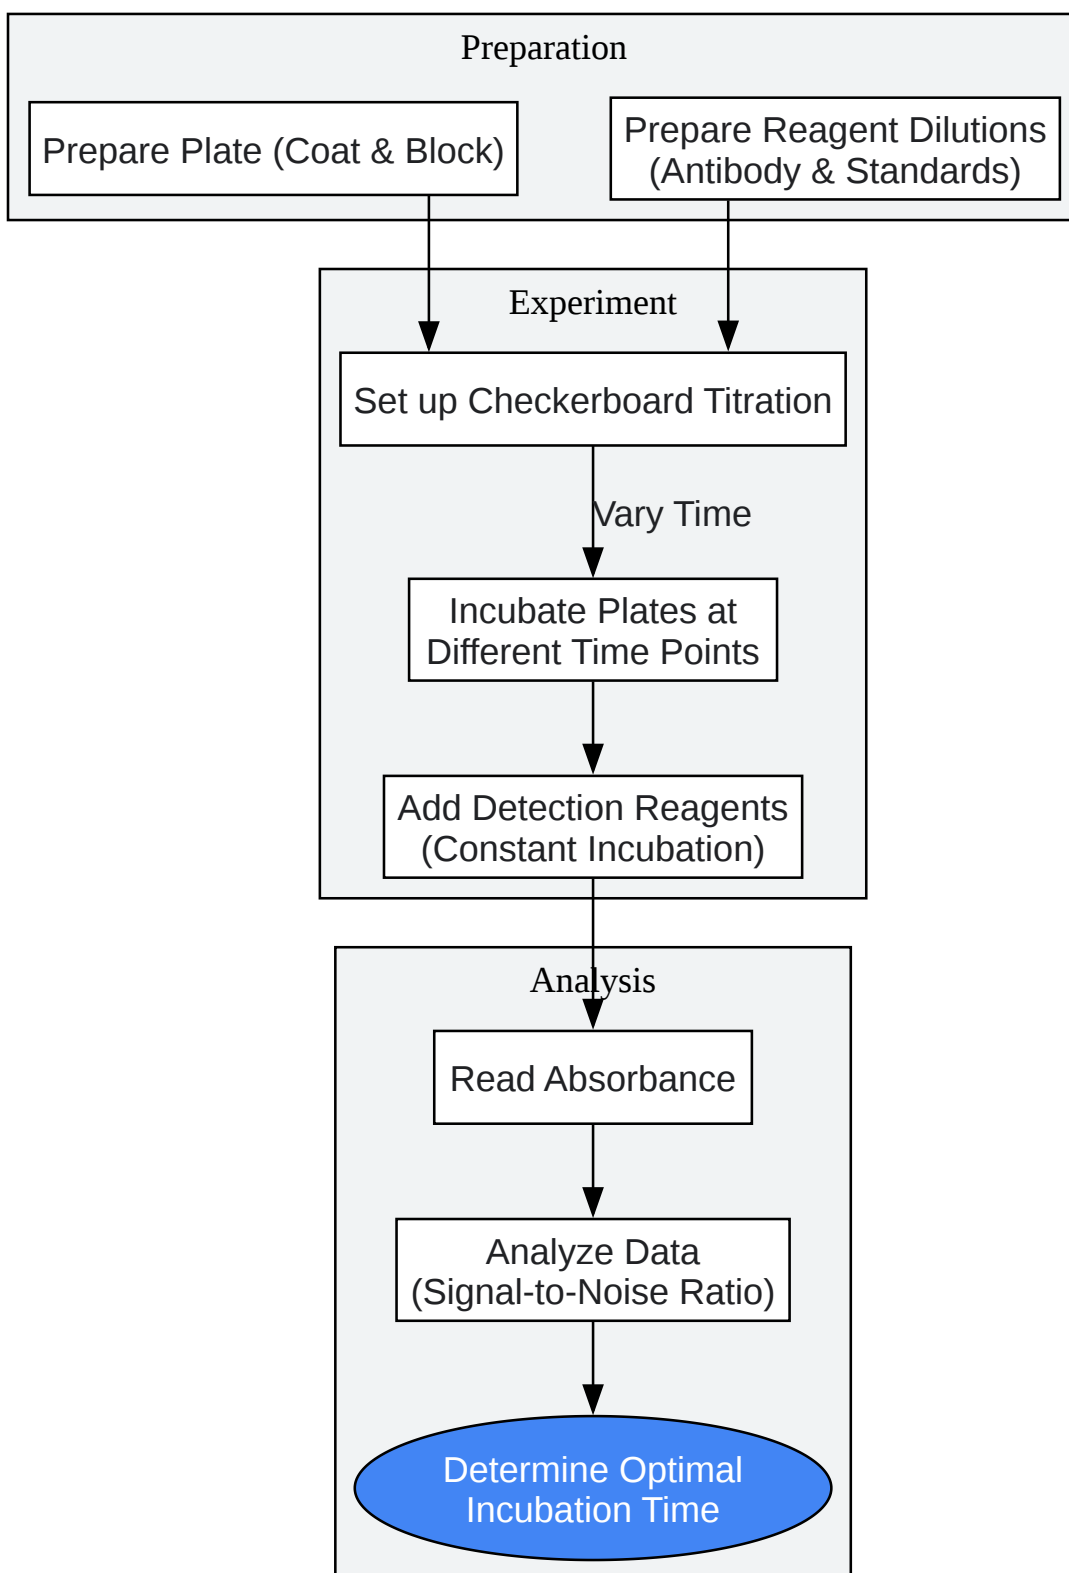 Preparation
Prepare Plate (Coat & Block)
Prepare Reagent Dilutions
(Antibody & Standards)
Experiment
Set up Checkerboard Titration
Vary Time
Incubate Plates at
Different Time Points
Add Detection Reagents
(Constant Incubation)
Analysis
Read Absorbance
Analyze Data
(Signal-to-Noise Ratio)
Determine Optimal
Incubation Time